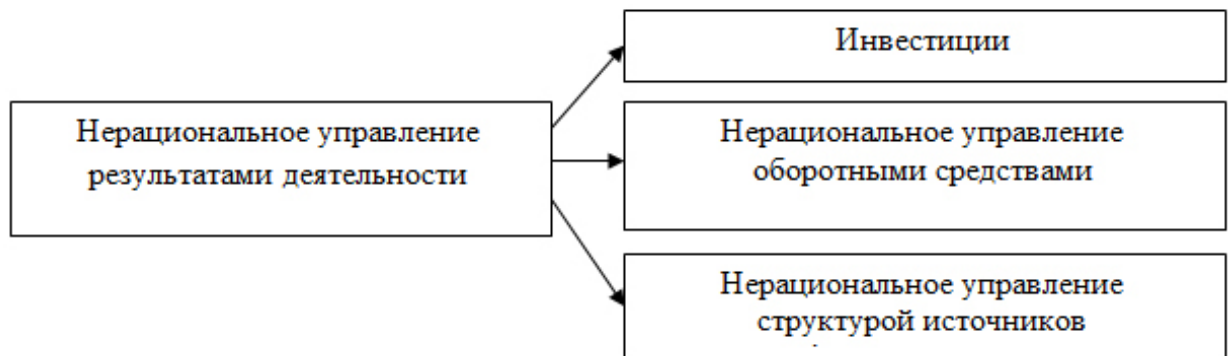 Инвестиции
Нерациональное управление
результатами деятельности
Нерациональное управление
оборотными средствами
Нерациональное управление
структурой источников